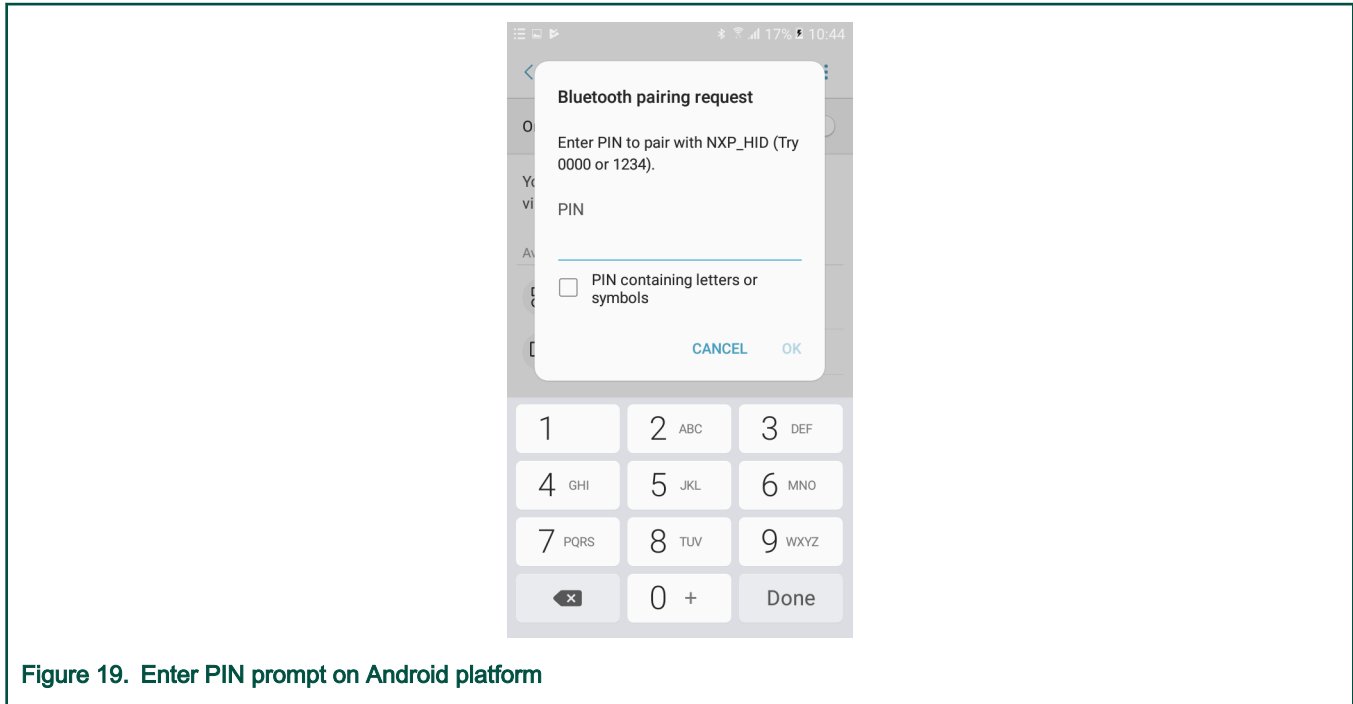 17% 10:44
Bluetooth pairing request
Enter PIN to pair with NXP_HID (Try
0000 or 1234).
PIN
PIN containing letters or
symbols
CANCEL OK
1 2 ABC 3 DEF
4 GHI 5 JKL 6 MNO
7 PQRS 8 TUV 9 WXYZ
0 + Done
Figure 19. Enter PIN prompt on Android platform